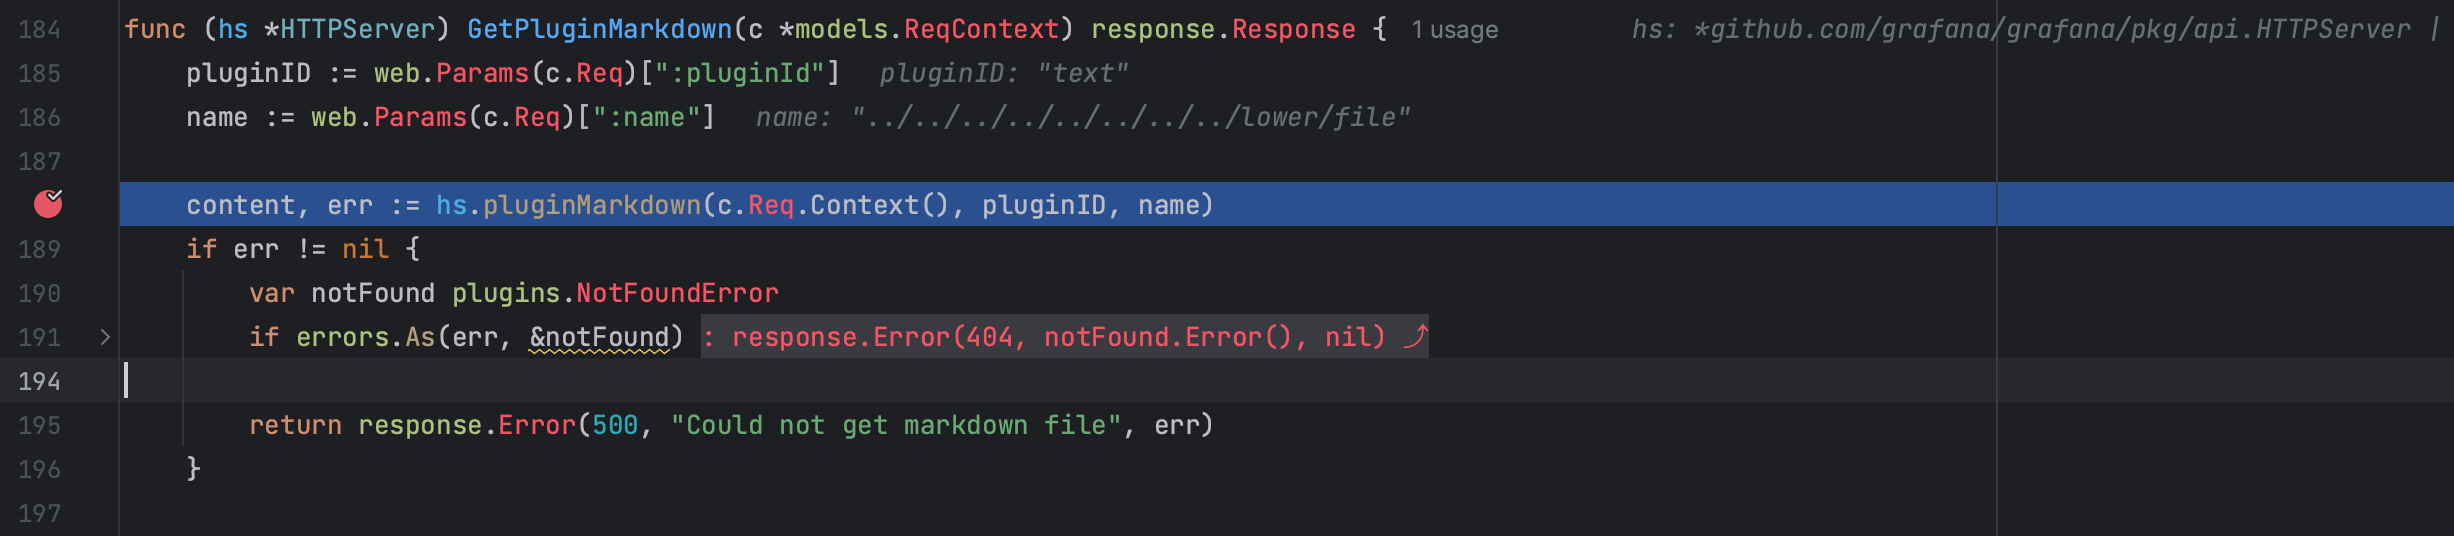 184 func (hs *HTTPServer) GetPluginMarkdown(c *models.ReqContext) response.Response { 1 usage hs: *github.com/grafana/grafana/pkg/api.HTTPServer |
185 pluginID := web.Params(c.Req)[":pluginId"] pluginID: "text"
186 name := web.Params(c.Req)[":name"] name: "../../../../../../../../lower/file"
187
content, err := hs.pluginMarkdown(c.Req.Context(), pluginID, name)
189 if err != nil {
190 var notFound plugins.NotFoundError
191 if errors.As(err, &notFound) : response.Error(404, notFound.Error(), nil) ⤴
194
195 return response.Error(500, "Could not get markdown file", err)
196 }
197